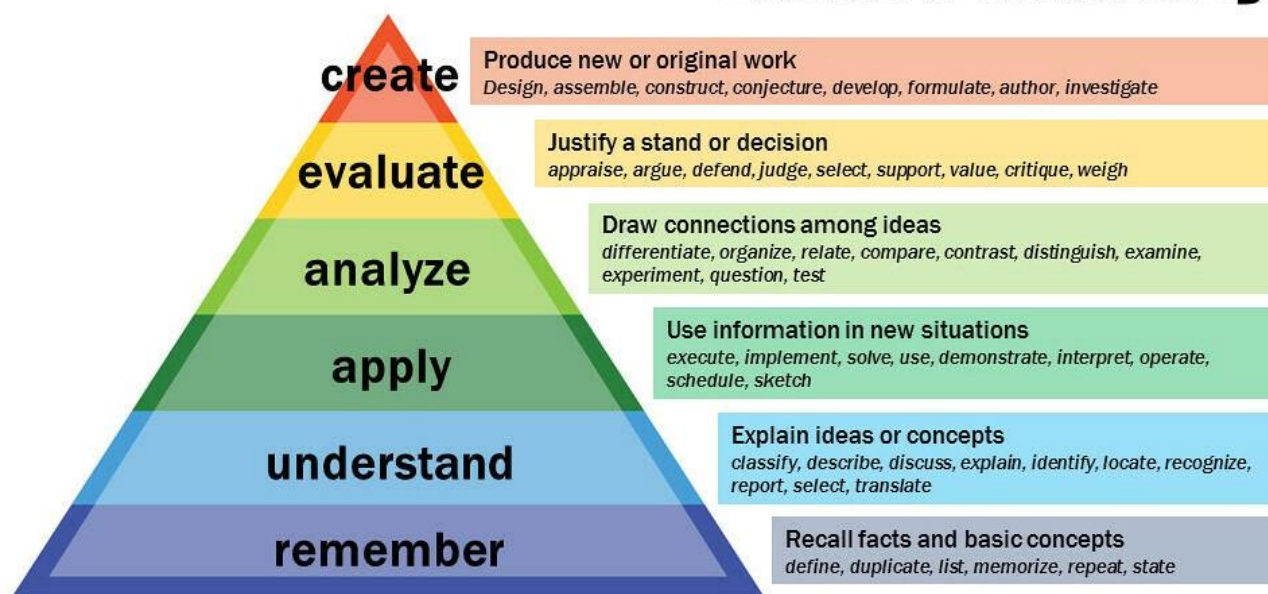 create
Produce new or original work
Design, assemble, construct, conjecture, develop, formulate, author, investigate
evaluate
Justify a stand or decision
appraise, argue, defend, judge, select, support, value, critique, weigh
analyze
Draw connections among ideas
differentiate, organize, relate, compare, contrast, distinguish, examine,
experiment, question, test
apply
Use information in new situations
execute, implement, solve, use, demonstrate, interpret, operate,
schedule, sketch
understand
Explain ideas or concepts
classify, describe, discuss, explain, identify, locate, recognize,
report, select, translate
remember
Recall facts and basic concepts
define, duplicate, list, memorize, repeat, state